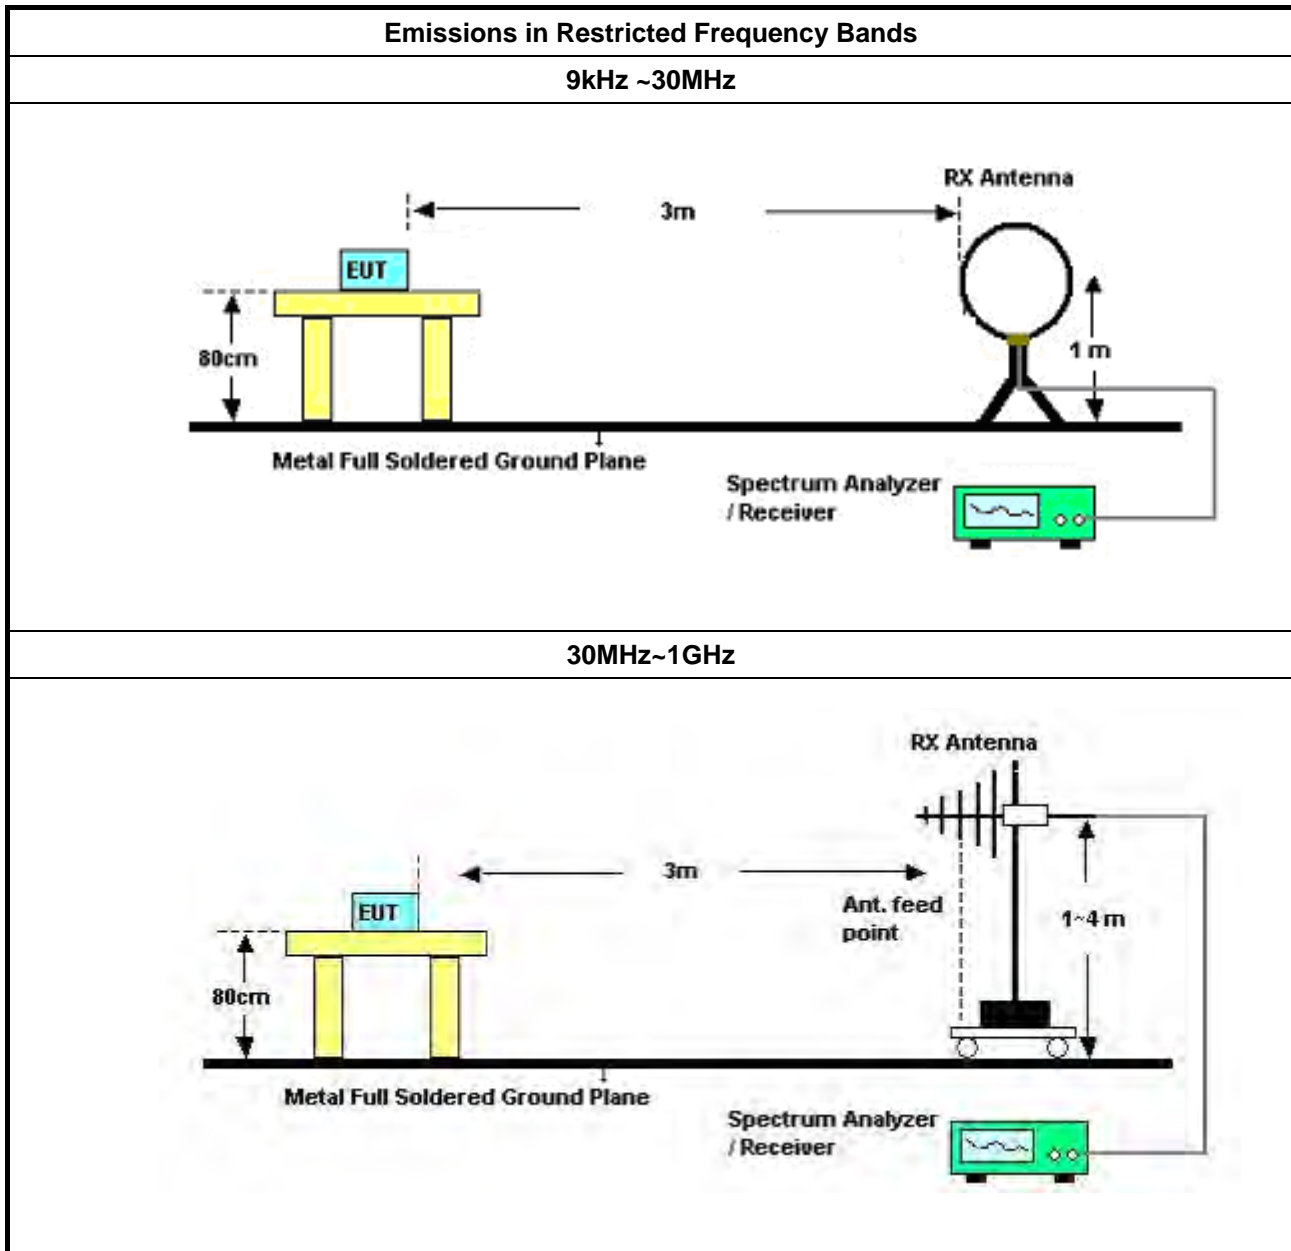 Emissions in Restricted Frequency Bands
9kHz ~30MHz
RX Antenna
3m
EUT
80cm
1 m
Metal Full Soldered Ground Plane
Spectrum Analyzer
/ Receiver
30MHz~1GHz
RX Antenna
3m
EUT
Ant. feed
point
1~4 m
80cm
Metal Full Soldered Ground Plane
Spectrum Analyzer
/ Receiver